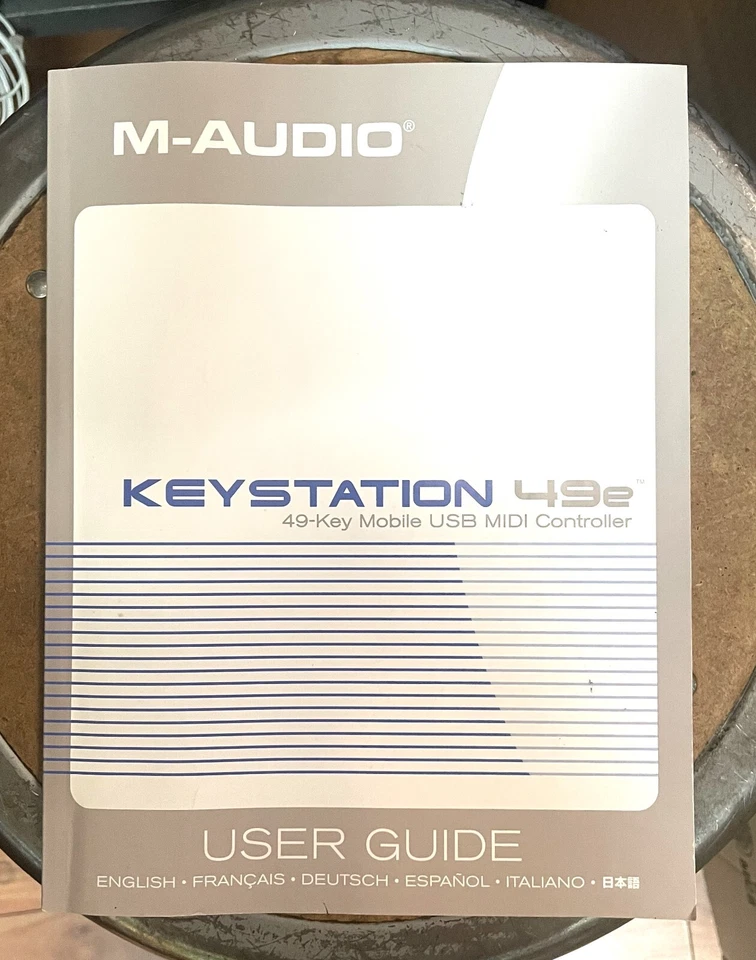 M-AUDIO®
KEYSTATION 49e™
49-Key Mobile USB MIDI Controller
USER GUIDE
ENGLISH • FRANÇAIS • DEUTSCH • ESPAÑOL • ITALIANO • 日本語